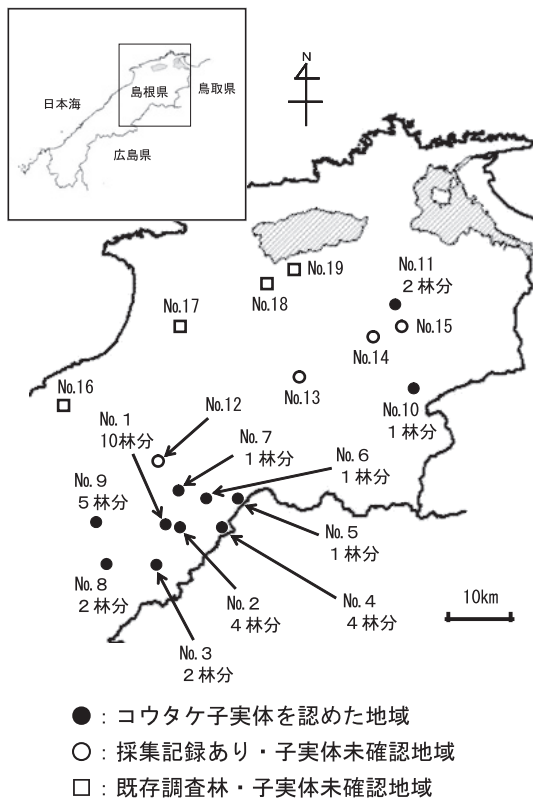 N
日本海
島根県
鳥取県
広島県
No.19
No.18
No.11
2林分
No.17
No.15
No.14
No.16
No.13
No.10
1林分
No.12
No.1
10林分
No.7
1林分
No.6
1林分
No.9
5林分
No.5
1林分
No.8
2林分
No.2
4林分
No.4
4林分
No.3
2林分
10km
●：コウタケ子実体を認めた地域
○：採集記録あり・子実体未確認地域
□：既存調査林・子実体未確認地域